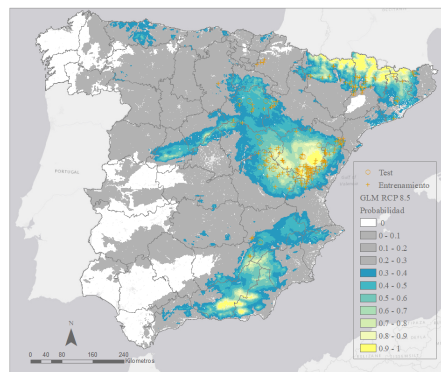 PORTUGAL
Test
Entrenamiento
GLM RCP 8.5
Probabilidad
0
0 - 0.1
0.1 - 0.2
0.2 - 0.3
0.3 - 0.4
0.4 - 0.5
0.5 - 0.6
0.6 - 0.7
0.7 - 0.8
0.8 - 0.9
0.9 - 1
N
0 40 80 160 240
Kilometros